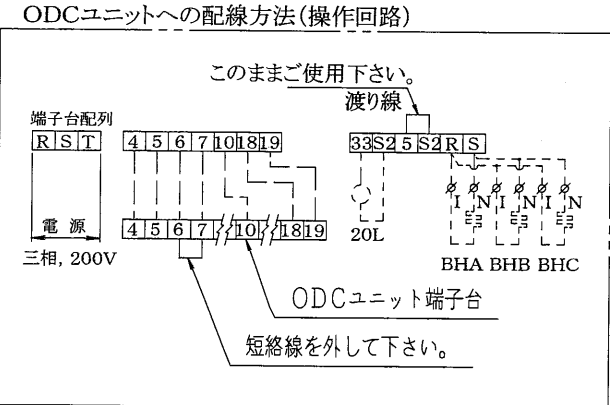 ODCユニットへの配線方法(操作回路)
このままご使用下さい。
渡り線
端子台配列
R S T
4 5 6 7 10 18 19
33 S2 5 S2 R S
I N I N I N
電源
三相, 200V
4 5 6 7 10 18 19
20L
BHA BHB BHC
ODCユニット端子台
短絡線を外して下さい。